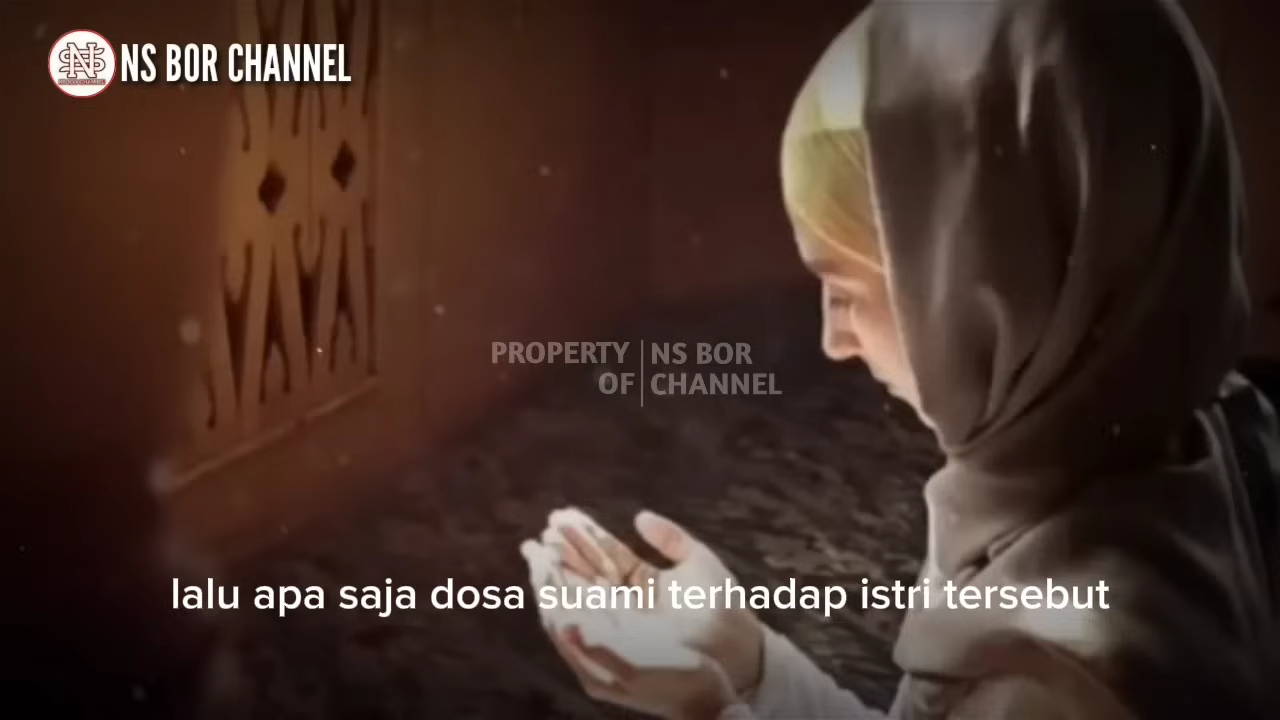 NS BOR CHANNEL
PROPERTY OF NS BOR CHANNEL
lalu apa saja dosa suami terhadap istri tersebut